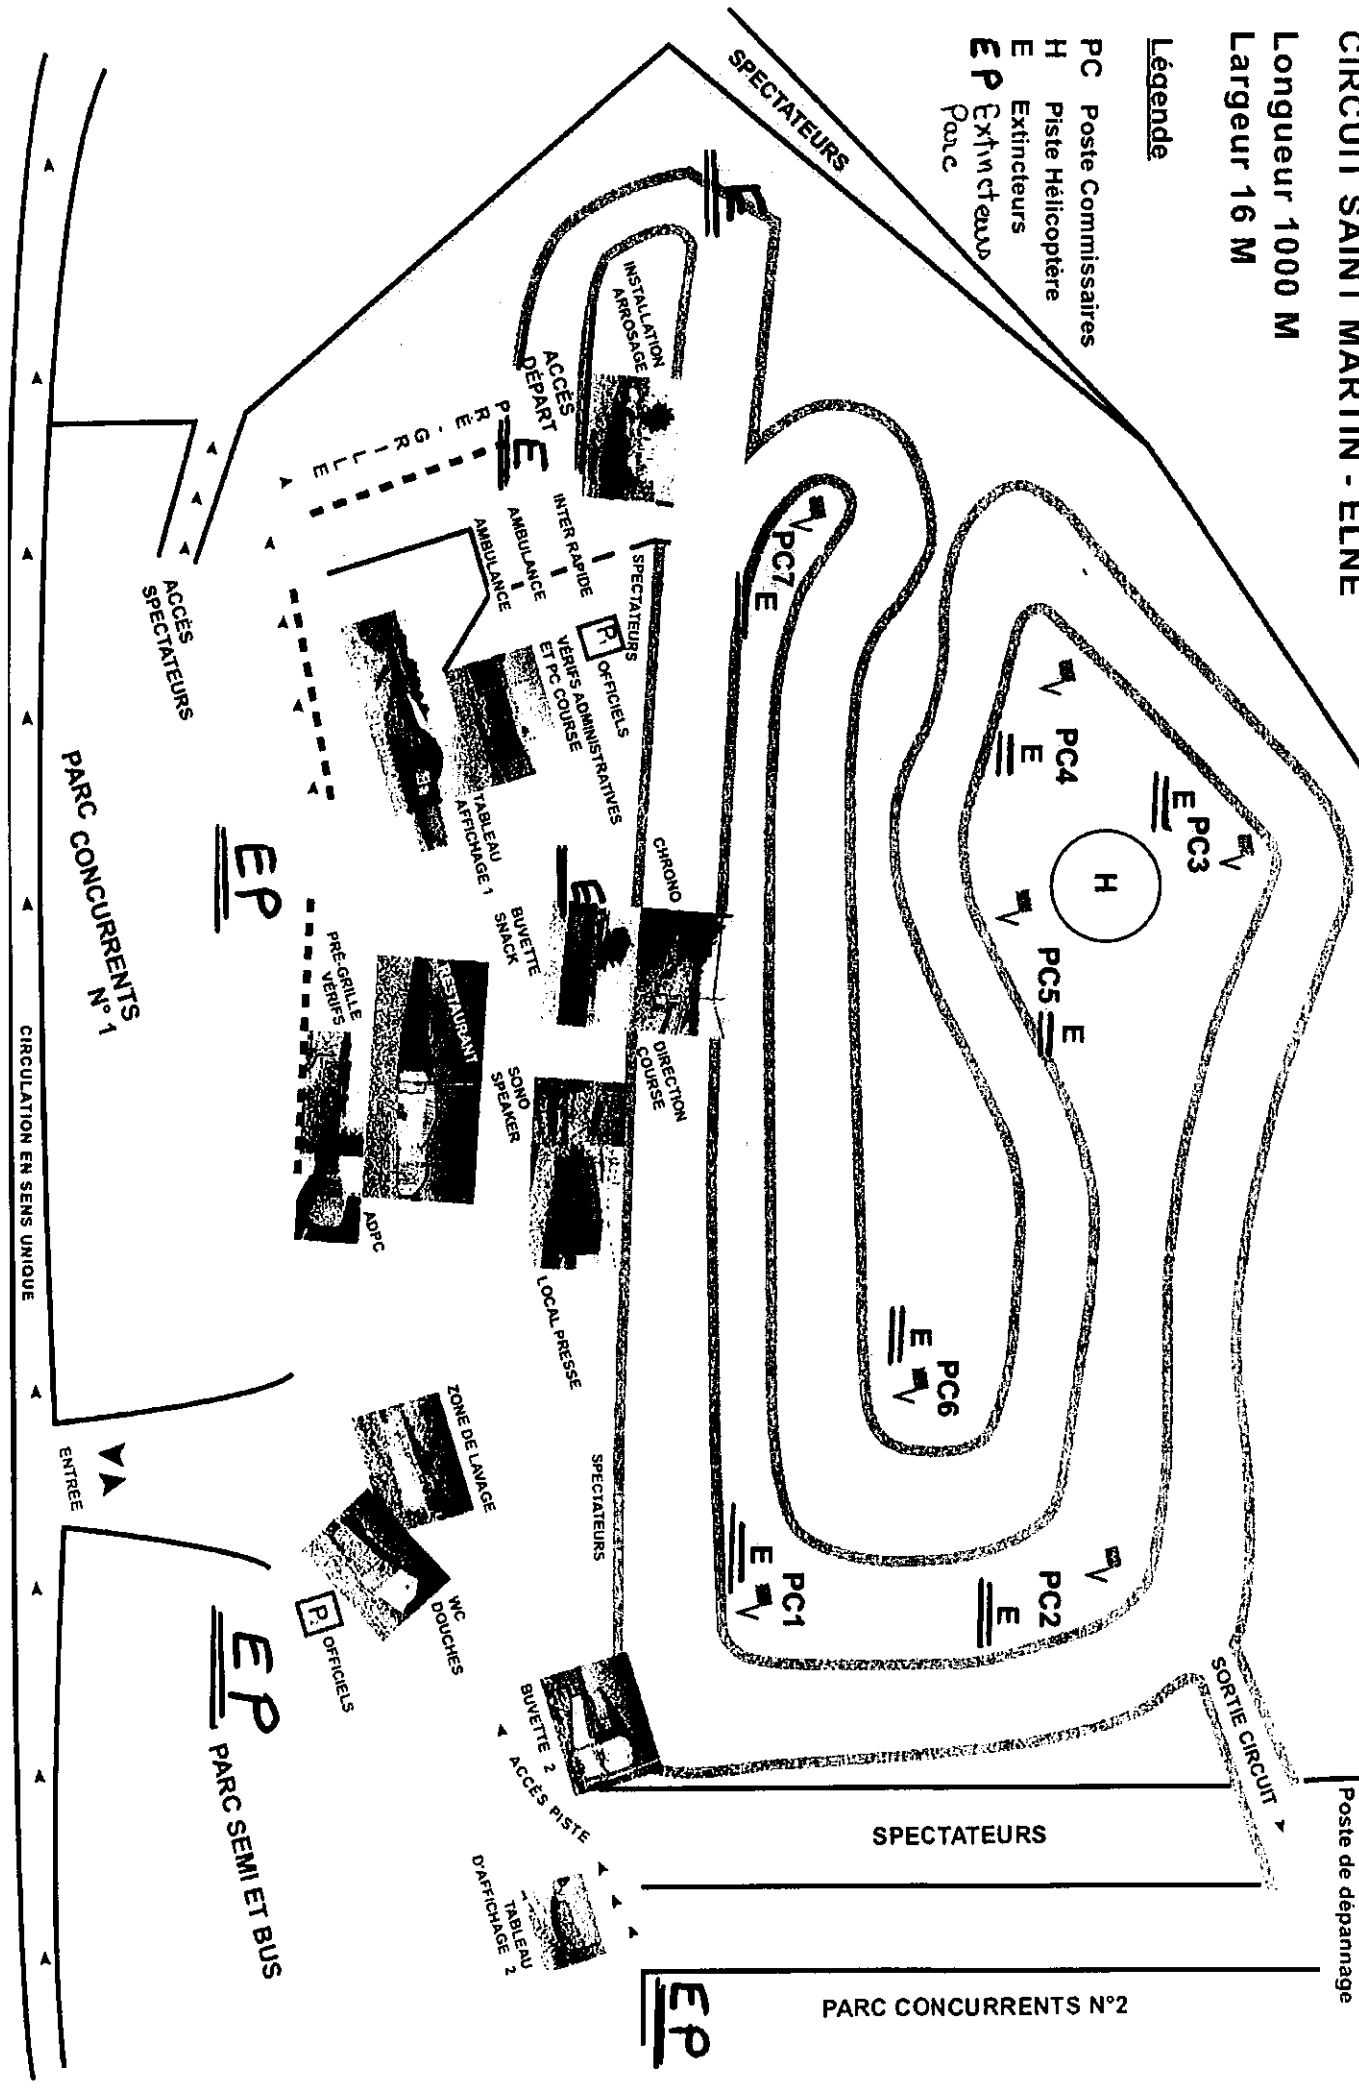 CIRCUIT SAINT MARTIN - ELNE
Longueur 1000 M
Largeur 16 M
Légende
PC Poste Commissaires
H Piste Hélicoptère
E Extincteurs
EP Extincteurs
Parc
SPECTATEURS
Poste de dépannage
SORTIE CIRCUIT
PC3
E
PC4
E
H
PC5
E
PC2
E
PC6
E
PC7
E
PC1
E
E
INSTALLATION
ARROSAGE
ACCÈS
DÉPART
PRÉ-GRILLE
E
INTER RAPIDE
AMBULANCE
AMBULANCE
SPECTATEURS
P.
OFFICIELS
VÉRIFS ADMINISTRATIVES
ET PC COURSE
TABLEAU
AFFICHAGE 1
CHRONO
DIRECTION
COURSE
E
BUVETTE
SNACK
SONO
SPEAKER
LOCAL PRESSE
RESTAURANT
PRÉ-GRILLE
VÉRIFS
ADPC
SPECTATEURS
ZONE DE LAVAGE
WC
DOUCHES
P.
OFFICIELS
BUVETTE 2
ACCÈS PISTE
TABLEAU
D'AFFICHAGE 2
SPECTATEURS
PARC CONCURRENTS N°2
EP
ACCÈS
SPECTATEURS
EP
PARC CONCURRENTS
N° 1
ENTREE
EP
PARC SEMI ET BUS
CIRCULATION EN SENS UNIQUE